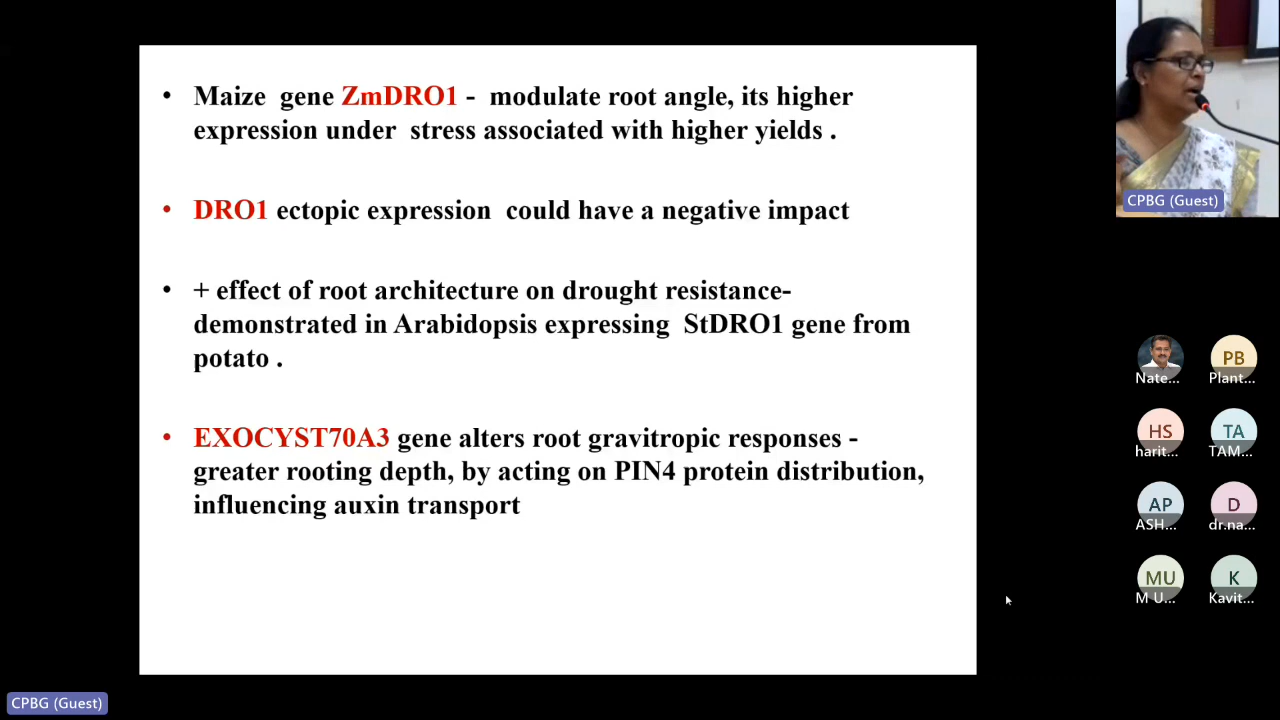 • Maize gene ZmDRO1 - modulate root angle, its higher
expression under stress associated with higher yields .
• DRO1 ectopic expression could have a negative impact
• + effect of root architecture on drought resistance-
demonstrated in Arabidopsis expressing StDRO1 gene from
potato .
• EXOCYST70A3 gene alters root gravitropic responses -
greater rooting depth, by acting on PIN4 protein distribution,
influencing auxin transport
CPBG (Guest)
Nate...
PB
Plant...
HS
harit...
TA
TAM...
AP
ASH...
D
dr.na...
MU
M U...
K
Kavit...
CPBG (Guest)